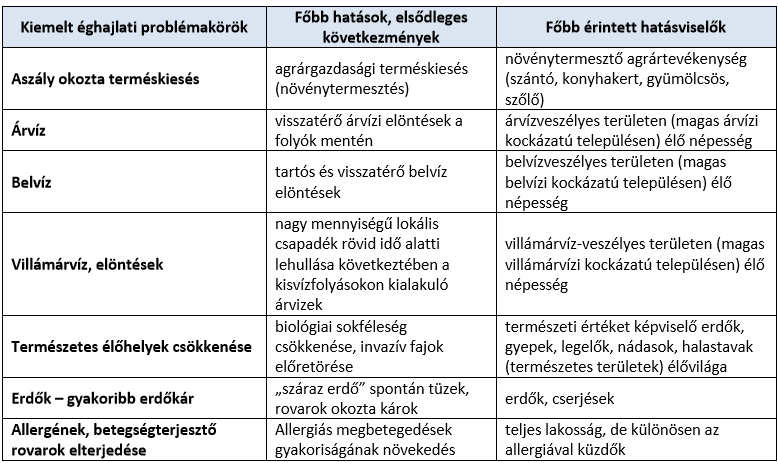 Kiemelt éghajlati problémakörök
Főbb hatások, elsődleges
következmények
Főbb érintett hatásviselők
Aszály okozta terméskiesés
agrárgazdasági terméskiesés
(növénytermesztés)
növénytermesztő agrártevékenység
(szántó, konyhakert, gyümölcsös,
szőlő)
Árvíz
visszatérő árvízi elöntések a
folyók mentén
árvízveszélyes területen (magas árvízi
kockázatú településen) élő népesség
Belvíz
tartós és visszatérő belvíz
elöntések
belvízveszélyes területen (magas
belvízi kockázatú településen) élő
népesség
Villámárvíz, elöntések
nagy mennyiségű lokális
csapadék rövid idő alatti
lehullása következtében a
kisvízfolyásokon kialakuló
árvizek
villámárvíz-veszélyes területen (magas
villámárvízi kockázatú településen) élő
népesség
Természetes élőhelyek csökkenése
biológiai sokféleség
csökkenése, invazív fajok
előretörése
természeti értéket képviselő erdők,
gyepek, legelők, nádasok, halastavak
(természetes területek) élővilága
Erdők – gyakoribb erdőkár
„száraz erdő” spontán tüzek,
rovarok okozta károk
erdők, cserjések
Allergének, betegségterjesztő
rovarok elterjedése
Allergiás megbetegedések
gyakoriságának növekedés
teljes lakosság, de különösen az
allergiával küzdők